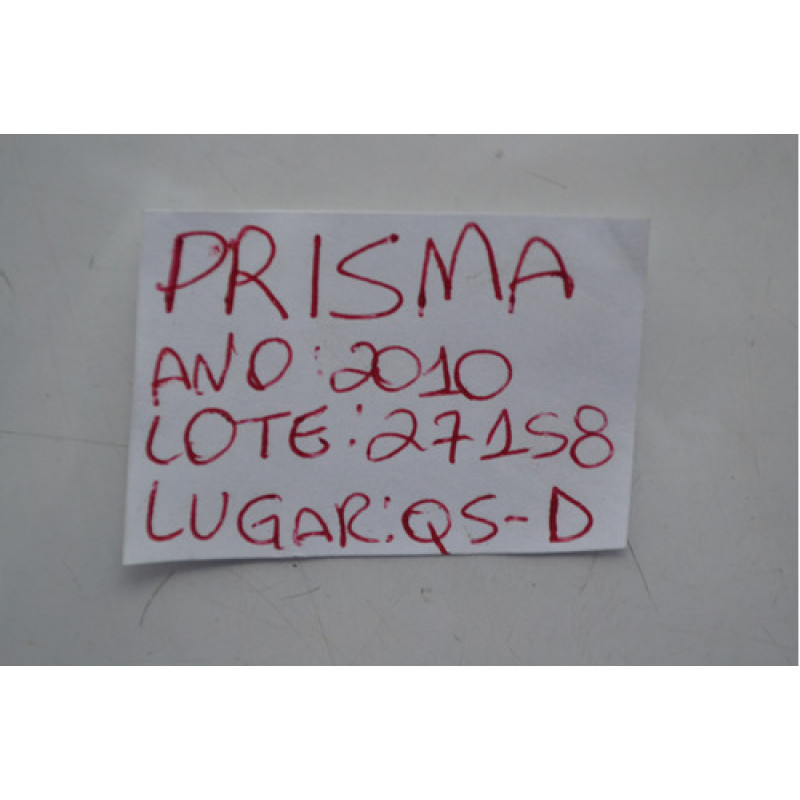 PRISMA
ANO: 2010
LOTE: 27158
LUGAR: QS-D